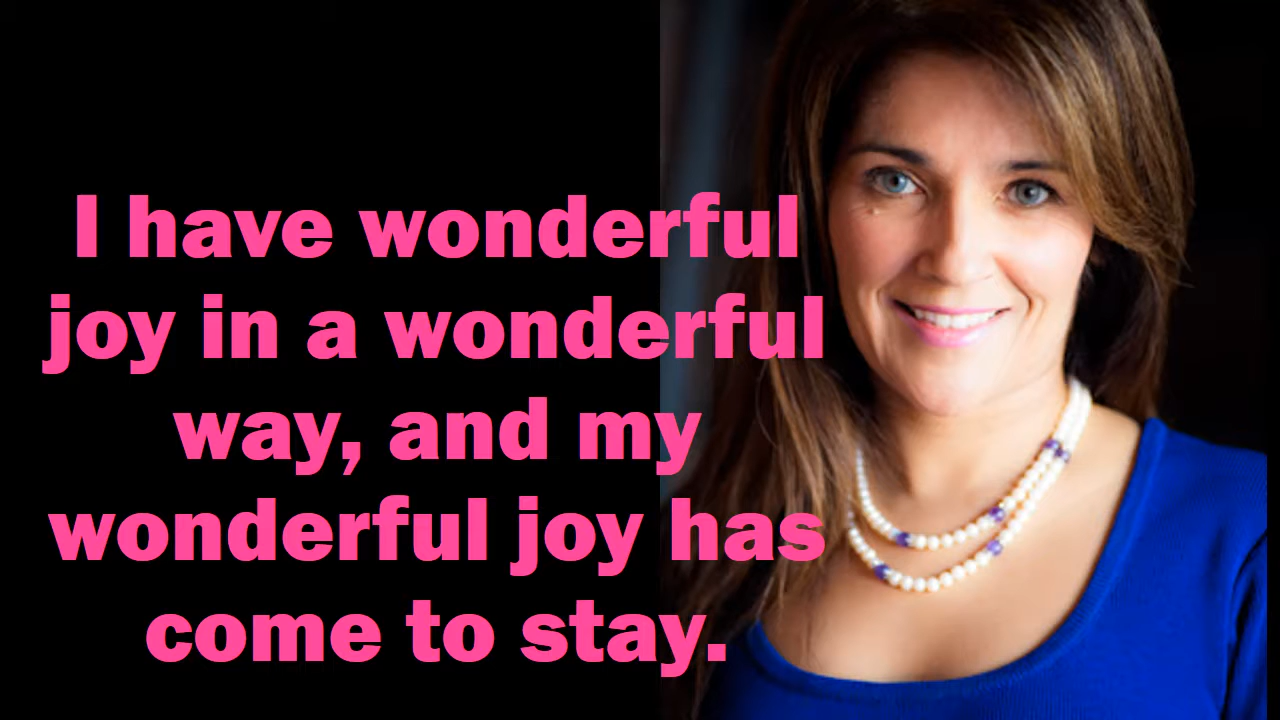 I have wonderful
joy in a wonderful
way, and my
wonderful joy has
come to stay.